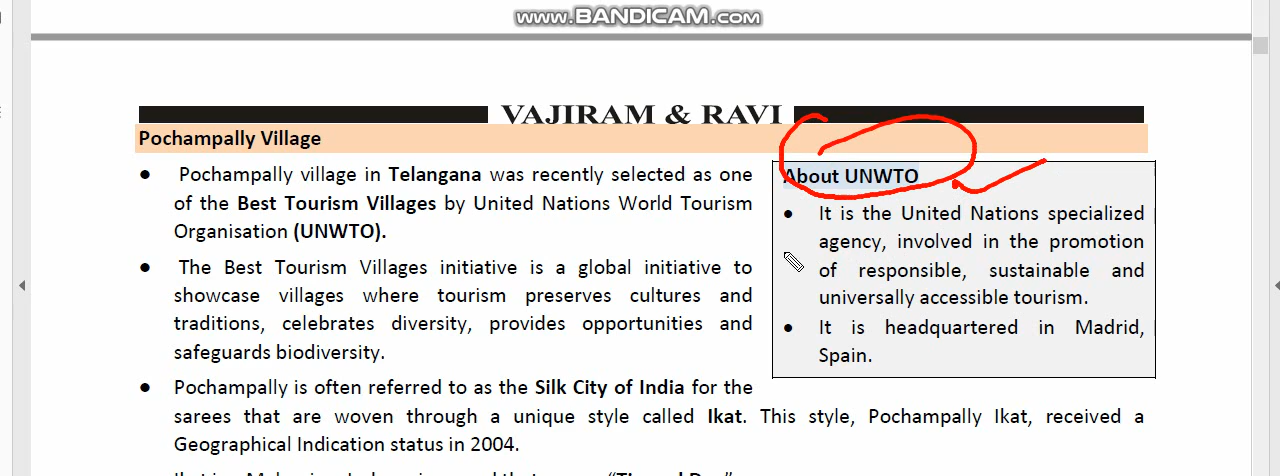 www.BANDICAM.com
VAJIRAM & RAVI
Pochampally Village
● Pochampally village in Telangana was recently selected as one
of the Best Tourism Villages by United Nations World Tourism
Organisation (UNWTO).
● The Best Tourism Villages initiative is a global initiative to
showcase villages where tourism preserves cultures and
traditions, celebrates diversity, provides opportunities and
safeguards biodiversity.
About UNWTO
● It is the United Nations specialized
agency, involved in the promotion
of responsible, sustainable and
universally accessible tourism.
● It is headquartered in Madrid,
Spain.
● Pochampally is often referred to as the Silk City of India for the
sarees that are woven through a unique style called Ikat. This style, Pochampally Ikat, received a
Geographical Indication status in 2004.